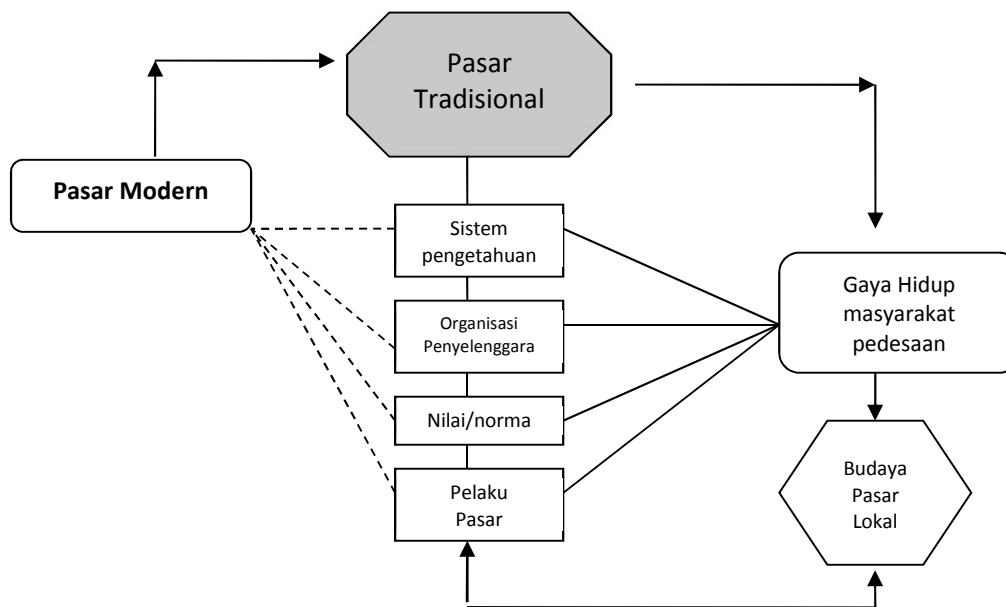 Pasar
Tradisional
Pasar Modern
Sistem
pengetahuan
Organisasi
Penyelenggara
Nilai/norma
Pelaku
Pasar
Gaya Hidup
masyarakat
pedesaan
Budaya
Pasar
Lokal